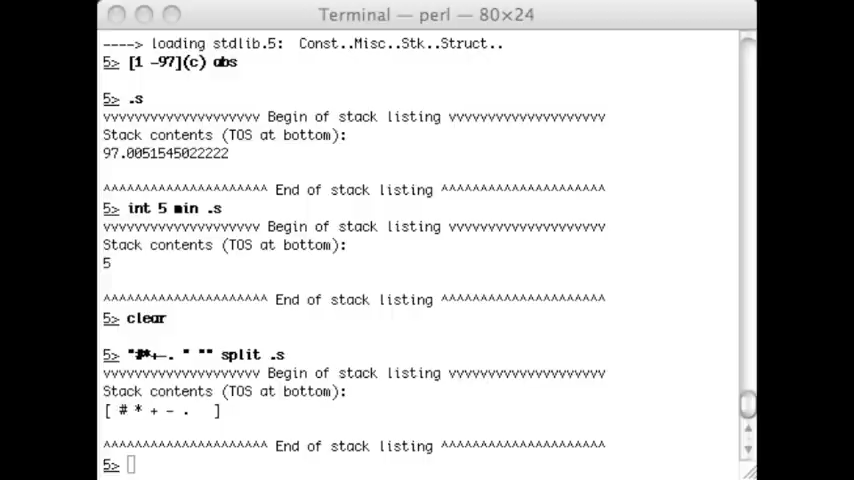 Terminal — perl — 80×24
----> loading stdlib.5:  Const..Misc..Stk..Struct..
5> [1 -97](c) abs
5> .s
vvvvvvvvvvvvvvvvvvvv Begin of stack listing vvvvvvvvvvvvvvvvvvvv
Stack contents (TOS at bottom):
97.0051545022222
^^^^^^^^^^^^^^^^^^^^^ End of stack listing ^^^^^^^^^^^^^^^^^^^^^
5> int 5 min .s
vvvvvvvvvvvvvvvvvvvv Begin of stack listing vvvvvvvvvvvvvvvvvvvv
Stack contents (TOS at bottom):
5
^^^^^^^^^^^^^^^^^^^^^ End of stack listing ^^^^^^^^^^^^^^^^^^^^^
5> clear
5> "#*+-. " "" split .s
vvvvvvvvvvvvvvvvvvvv Begin of stack listing vvvvvvvvvvvvvvvvvvvv
Stack contents (TOS at bottom):
[ # * + - .   ]
^^^^^^^^^^^^^^^^^^^^^ End of stack listing ^^^^^^^^^^^^^^^^^^^^^
5>